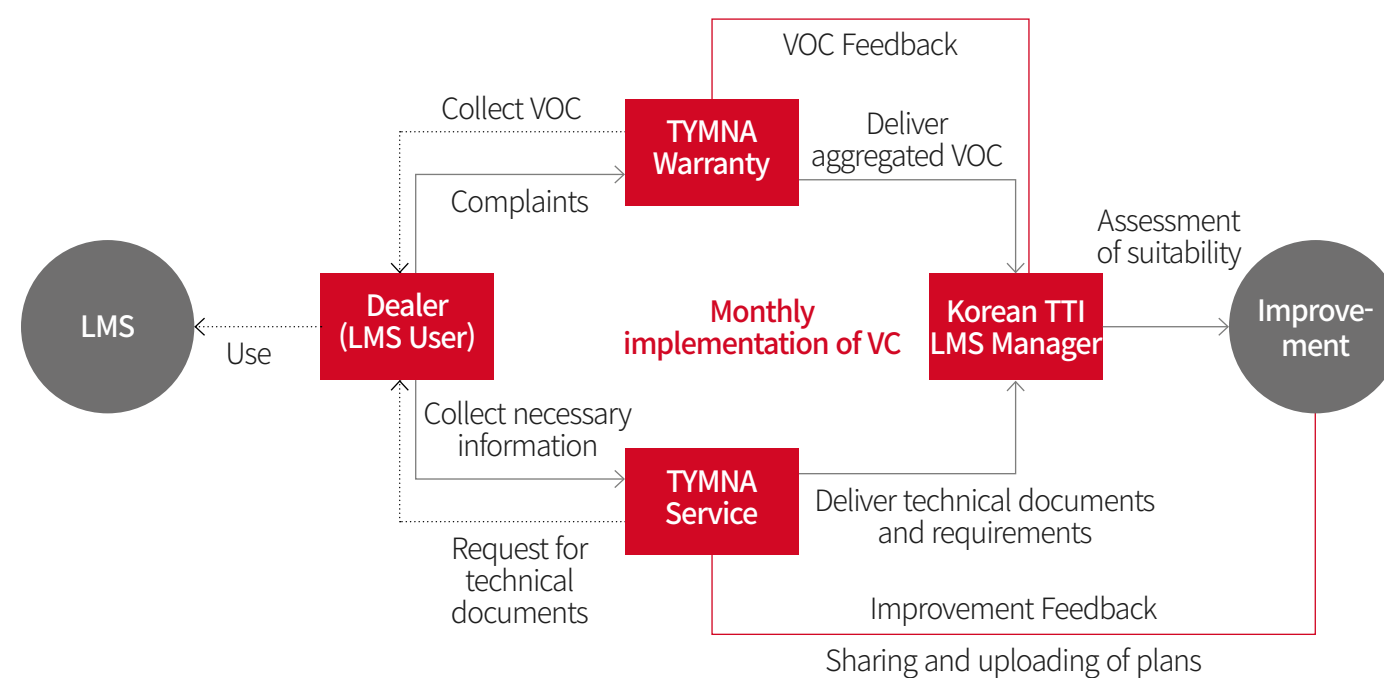 VOC Feedback
Collect VOC
TYMNA
Warranty
Deliver
aggregated VOC
Complaints
Assessment
of suitability
LMS
Use
Dealer
(LMS User)
Monthly
implementation of VC
Korean TTI
LMS Manager
Improve-
ment
Collect necessary
information
TYMNA
Service
Deliver technical documents
and requirements
Request for
technical
documents
Improvement Feedback
Sharing and uploading of plans